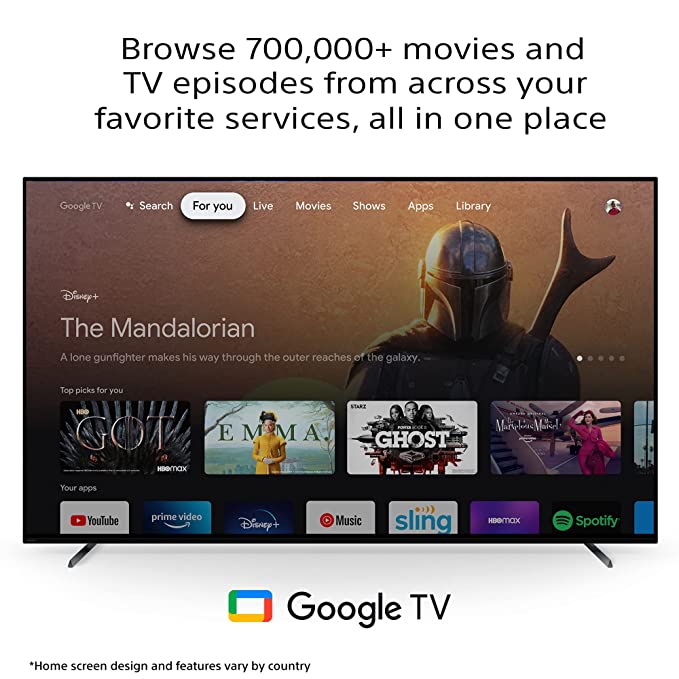 Browse 700,000+ movies and
TV episodes from across your
favorite services, all in one place
Google TV
Search For you Live Movies Shows Apps Library
Disney+
The Mandalorian
A lone gunfighter makes his way through the outer reaches of the galaxy.
Top picks for you
HBO
GOT
HBOmax
EMMA.
STARZ
POWER BOOK II
GHOST
THE
Marvelous Mrs. Maisel
prime video
Your apps
YouTube
prime video
Disney+
Music
sling
HBOmax
Spotify
Google TV
*Home screen design and features vary by country